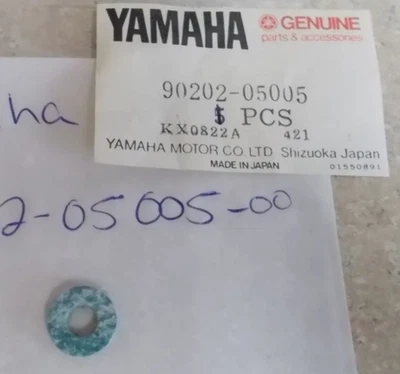 YAMAHA GENUINE
parts & accessories
90202-05005
PCS
KX0822A 421
YAMAHA MOTOR CO. LTD Shizuoka Japan
MADE IN JAPAN 01550891
ha
2-05005-00